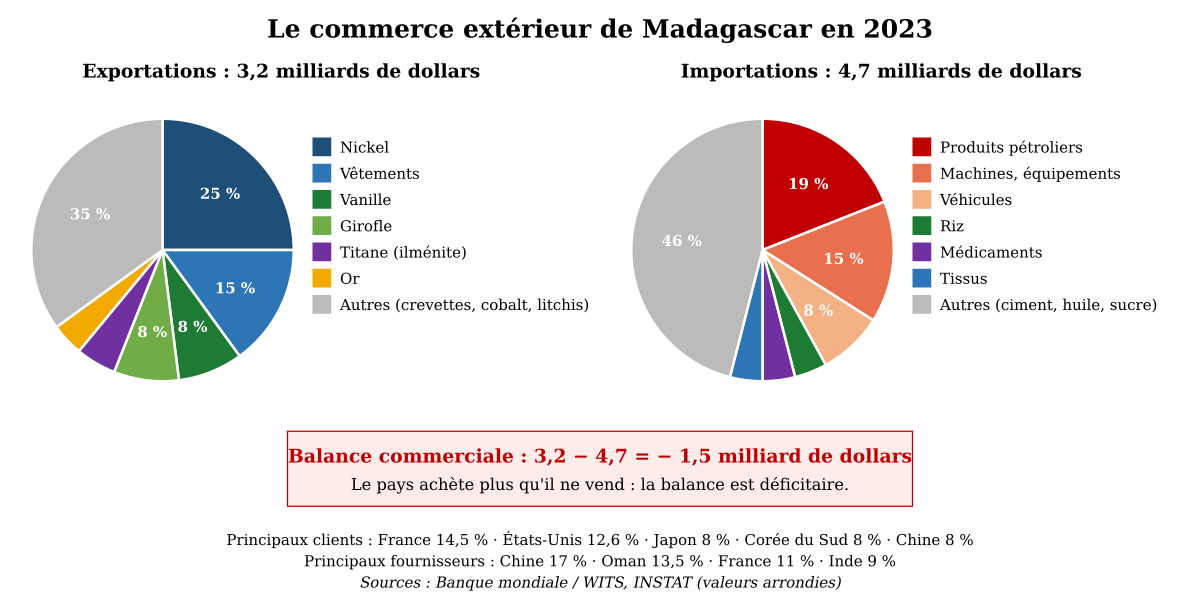 Le commerce extérieur de Madagascar en 2023
Exportations : 3,2 milliards de dollars
25 %
15 %
8 %
8 %
35 %
Nickel
Vêtements
Vanille
Girofle
Titane (ilménite)
Or
Autres (crevettes, cobalt, litchis)
Importations : 4,7 milliards de dollars
19 %
15 %
8 %
46 %
Produits pétroliers
Machines, équipements
Véhicules
Riz
Médicaments
Tissus
Autres (ciment, huile, sucre)
Balance commerciale : 3,2 − 4,7 = − 1,5 milliard de dollars
Le pays achète plus qu'il ne vend : la balance est déficitaire.
Principaux clients : France 14,5 % · États-Unis 12,6 % · Japon 8 % · Corée du Sud 8 % · Chine 8 %
Principaux fournisseurs : Chine 17 % · Oman 13,5 % · France 11 % · Inde 9 %
Sources : Banque mondiale / WITS, INSTAT (valeurs arrondies)